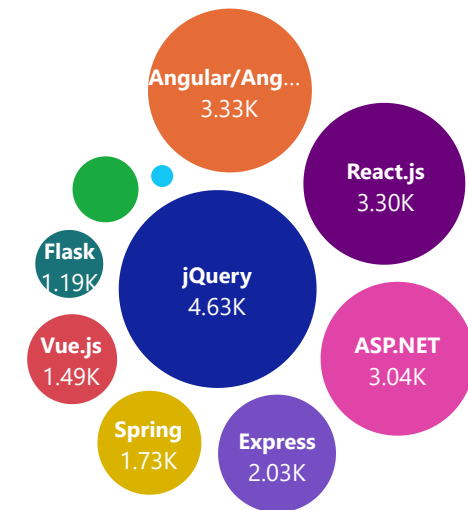 Angular/Ang...
3.33K
React.js
3.30K
jQuery
4.63K
Flask
1.19K
Vue.js
1.49K
ASP.NET
3.04K
Spring
1.73K
Express
2.03K